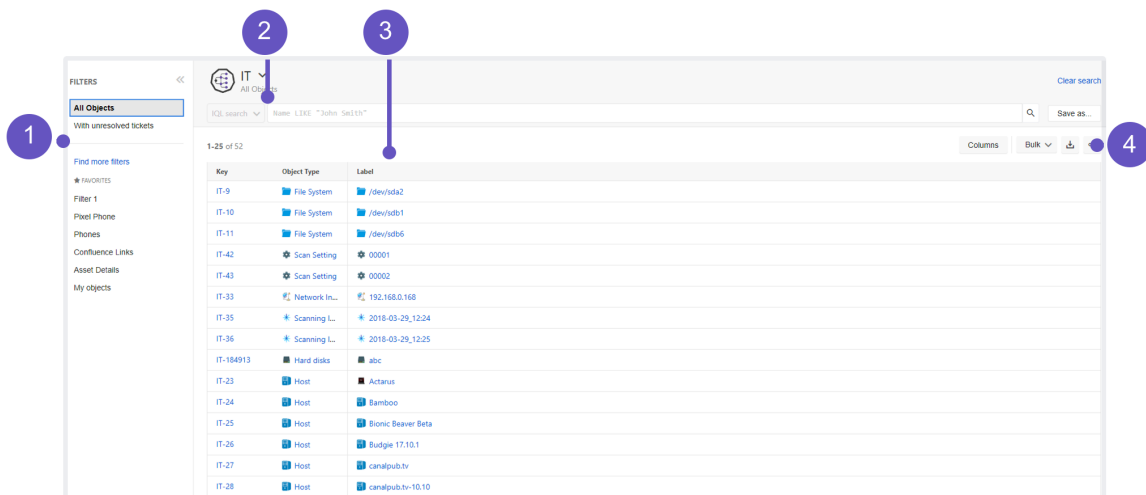 2
3
FILTERS
IT
All Objects
Clear search
All Objects
IQL search Name LIKE "John Smith" Save as...
With unresolved tickets
1
1-25 of 52 Columns Bulk
4
Find more filters
Key Object Type Label
FAVORITES
IT-9 File System /dev/sda2
Filter 1
IT-10 File System /dev/sdb1
Pixel Phone
IT-11 File System /dev/sdb6
Phones
Confluence Links
IT-42 Scan Setting 00001
Asset Details
IT-43 Scan Setting 00002
My objects
IT-33 Network In... 192.168.0.168
IT-35 Scanning I... 2018-03-29_12:24
IT-36 Scanning I... 2018-03-29_12:25
IT-184913 Hard disks abc
IT-23 Host Actarus
IT-24 Host Bamboo
IT-25 Host Bionic Beaver Beta
IT-26 Host Budgie 17.10.1
IT-27 Host canalpub.tv
IT-28 Host canalpub.tv-10.10